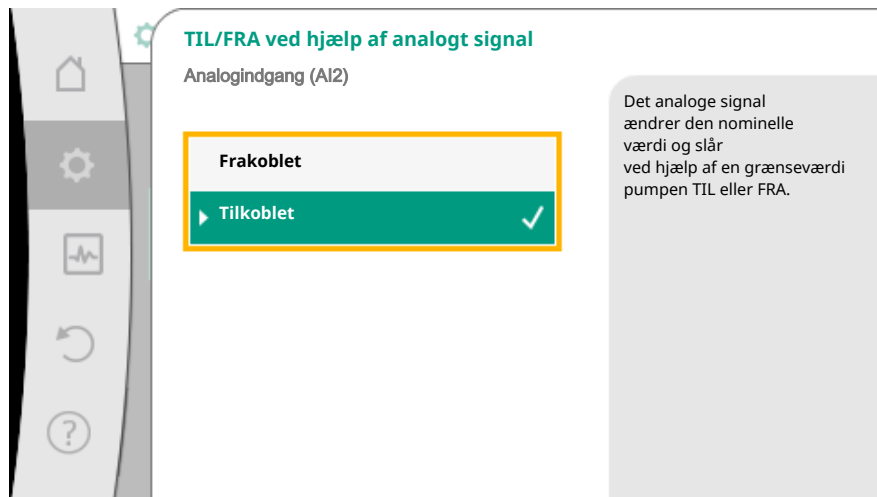 TIL/FRA ved hjælp af analogt signal
Analogindgang (AI2)
Frakoblet
Tilkoblet
Det analoge signal
ændrer den nominelle
værdi og slår
ved hjælp af en grænseværdi
pumpen TIL eller FRA.
?